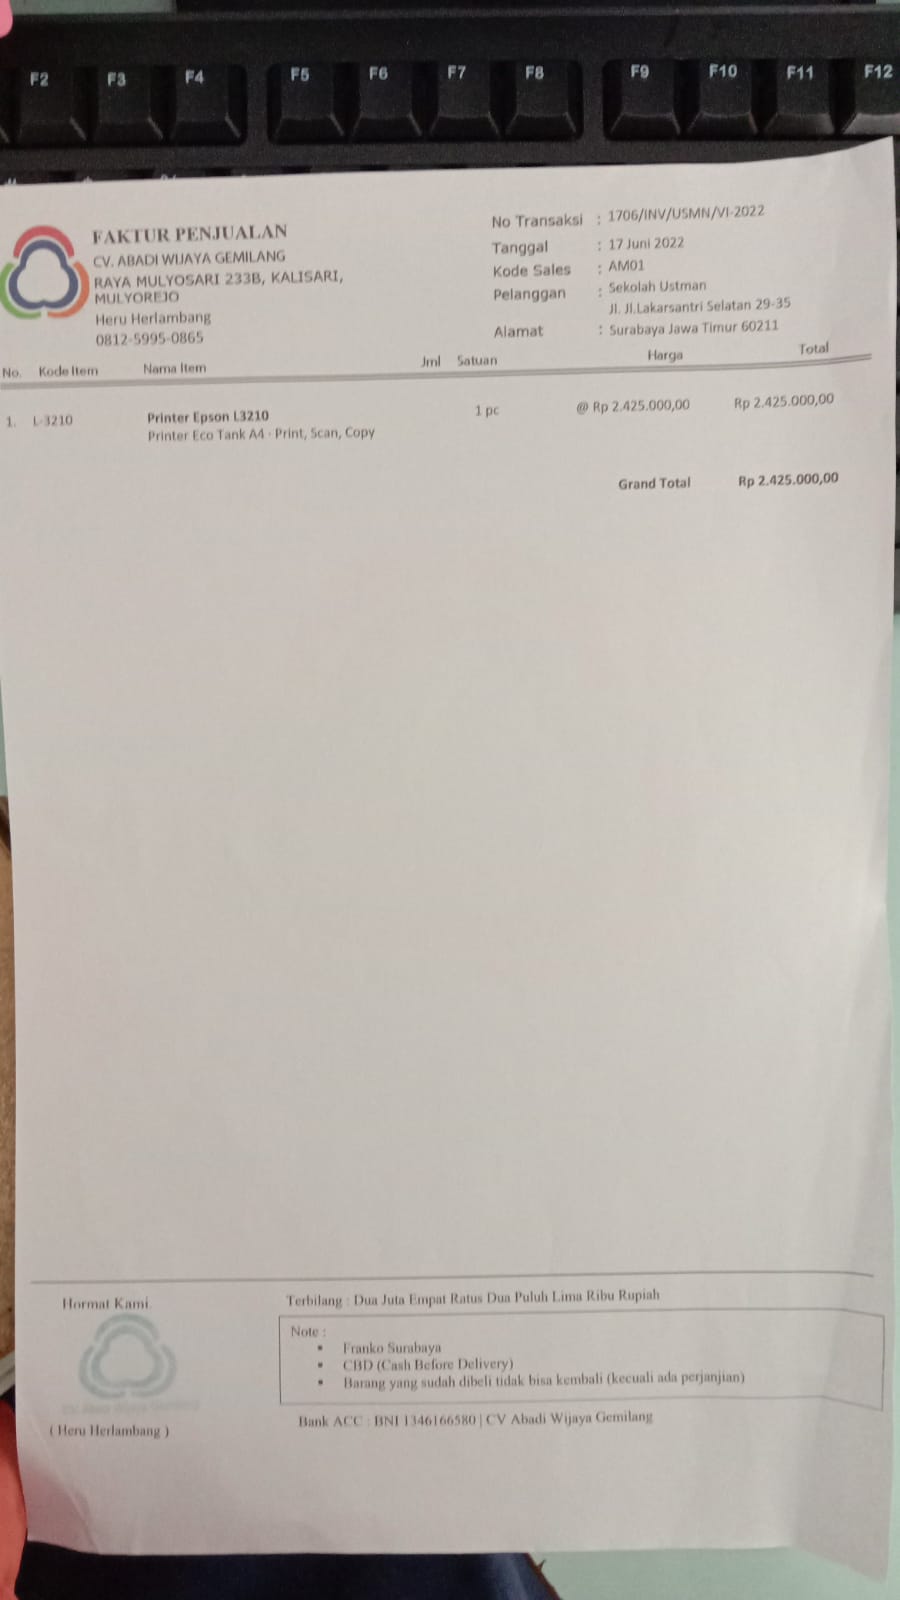 F2 F3 F4 F5 F6 F7 F8 F9 F10 F11 F12
FAKTUR PENJUALAN
CV. ABADI WIJAYA GEMILANG
RAYA MULYOSARI 233B, KALISARI,
MULYOREJO
Heru Herlambang
0812-5995-0865
No Transaksi : 1706/INV/USMN/VI-2022
Tanggal : 17 Juni 2022
Kode Sales : AM01
Pelanggan : Sekolah Ustman
Jl. Jl.Lakarsantri Selatan 29-35
Alamat : Surabaya Jawa Timur 60211
No. Kode Item Nama Item Jml Satuan Harga Total
1. L-3210 Printer Epson L3210 1 pc @ Rp 2.425.000,00 Rp 2.425.000,00
Printer Eco Tank A4 - Print, Scan, Copy
Grand Total Rp 2.425.000,00
Hormat Kami.
Terbilang : Dua Juta Empat Ratus Dua Puluh Lima Ribu Rupiah
Note :
▪ Franko Surabaya
▪ CBD (Cash Before Delivery)
▪ Barang yang sudah dibeli tidak bisa kembali (kecuali ada perjanjian)
Bank ACC : BNI 1346166580 | CV Abadi Wijaya Gemilang
( Heru Herlambang )